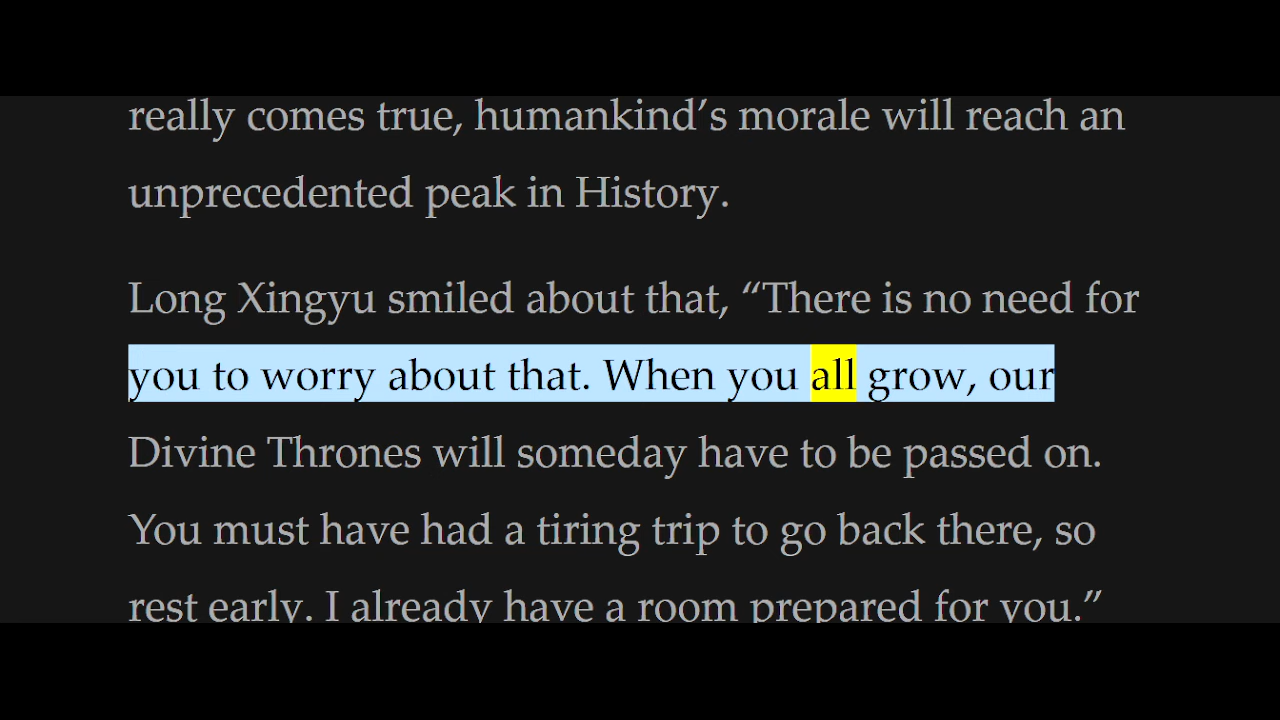 really comes true, humankind’s morale will reach an
unprecedented peak in History.
Long Xingyu smiled about that, “There is no need for
you to worry about that. When you all grow, our
Divine Thrones will someday have to be passed on.
You must have had a tiring trip to go back there, so
rest early. I already have a room prepared for you.”